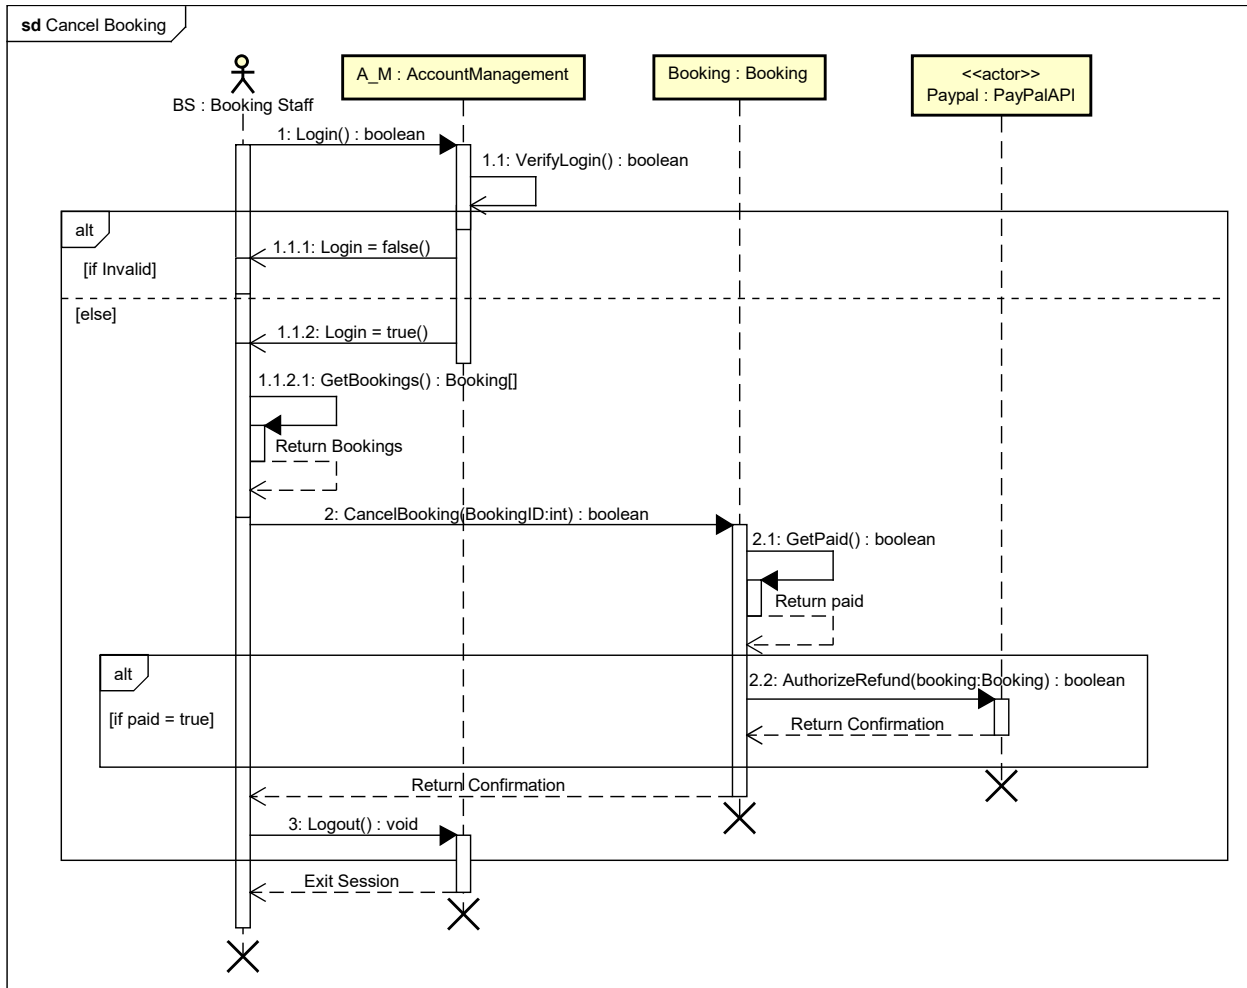 sd Cancel Booking
BS : Booking Staff
A_M : AccountManagement
Booking : Booking
<<actor>>
Paypal : PayPalAPI
1: Login() : boolean
1.1: VerifyLogin() : boolean
alt
1.1.1: Login = false()
[if Invalid]
[else]
1.1.2: Login = true()
1.1.2.1: GetBookings() : Booking[]
Return Bookings
2: CancelBooking(BookingID:int) : boolean
2.1: GetPaid() : boolean
Return paid
alt
2.2: AuthorizeRefund(booking:Booking) : boolean
[if paid = true]
Return Confirmation
Return Confirmation
3: Logout() : void
Exit Session